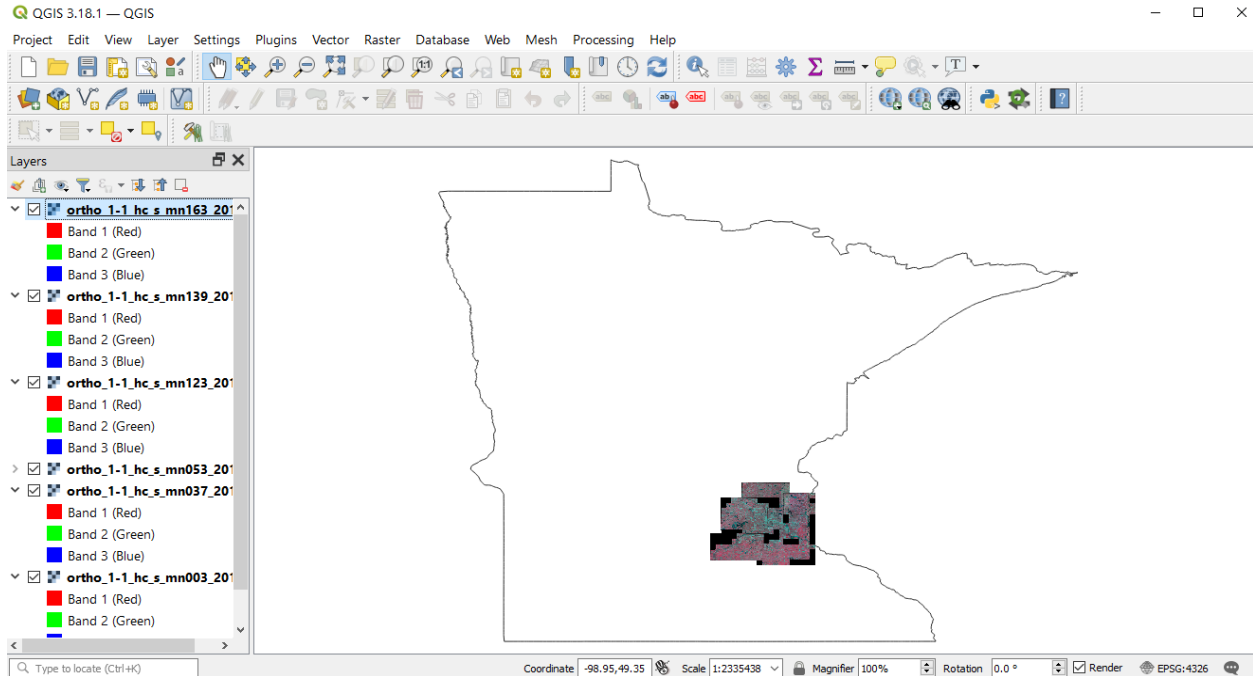 QGIS 3.18.1 — QGIS
Project Edit View Layer Settings Plugins Vector Raster Database Web Mesh Processing Help
Layers
ortho_1-1_hc_s_mn163_201
Band 1 (Red)
Band 2 (Green)
Band 3 (Blue)
ortho_1-1_hc_s_mn139_201
Band 1 (Red)
Band 2 (Green)
Band 3 (Blue)
ortho_1-1_hc_s_mn123_201
Band 1 (Red)
Band 2 (Green)
Band 3 (Blue)
ortho_1-1_hc_s_mn053_201
ortho_1-1_hc_s_mn037_201
Band 1 (Red)
Band 2 (Green)
Band 3 (Blue)
ortho_1-1_hc_s_mn003_201
Band 1 (Red)
Band 2 (Green)
Type to locate (Ctrl+K) Coordinate -98.95,49.35 Scale 1:2335438 Magnifier 100% Rotation 0.0 ° Render EPSG:4326